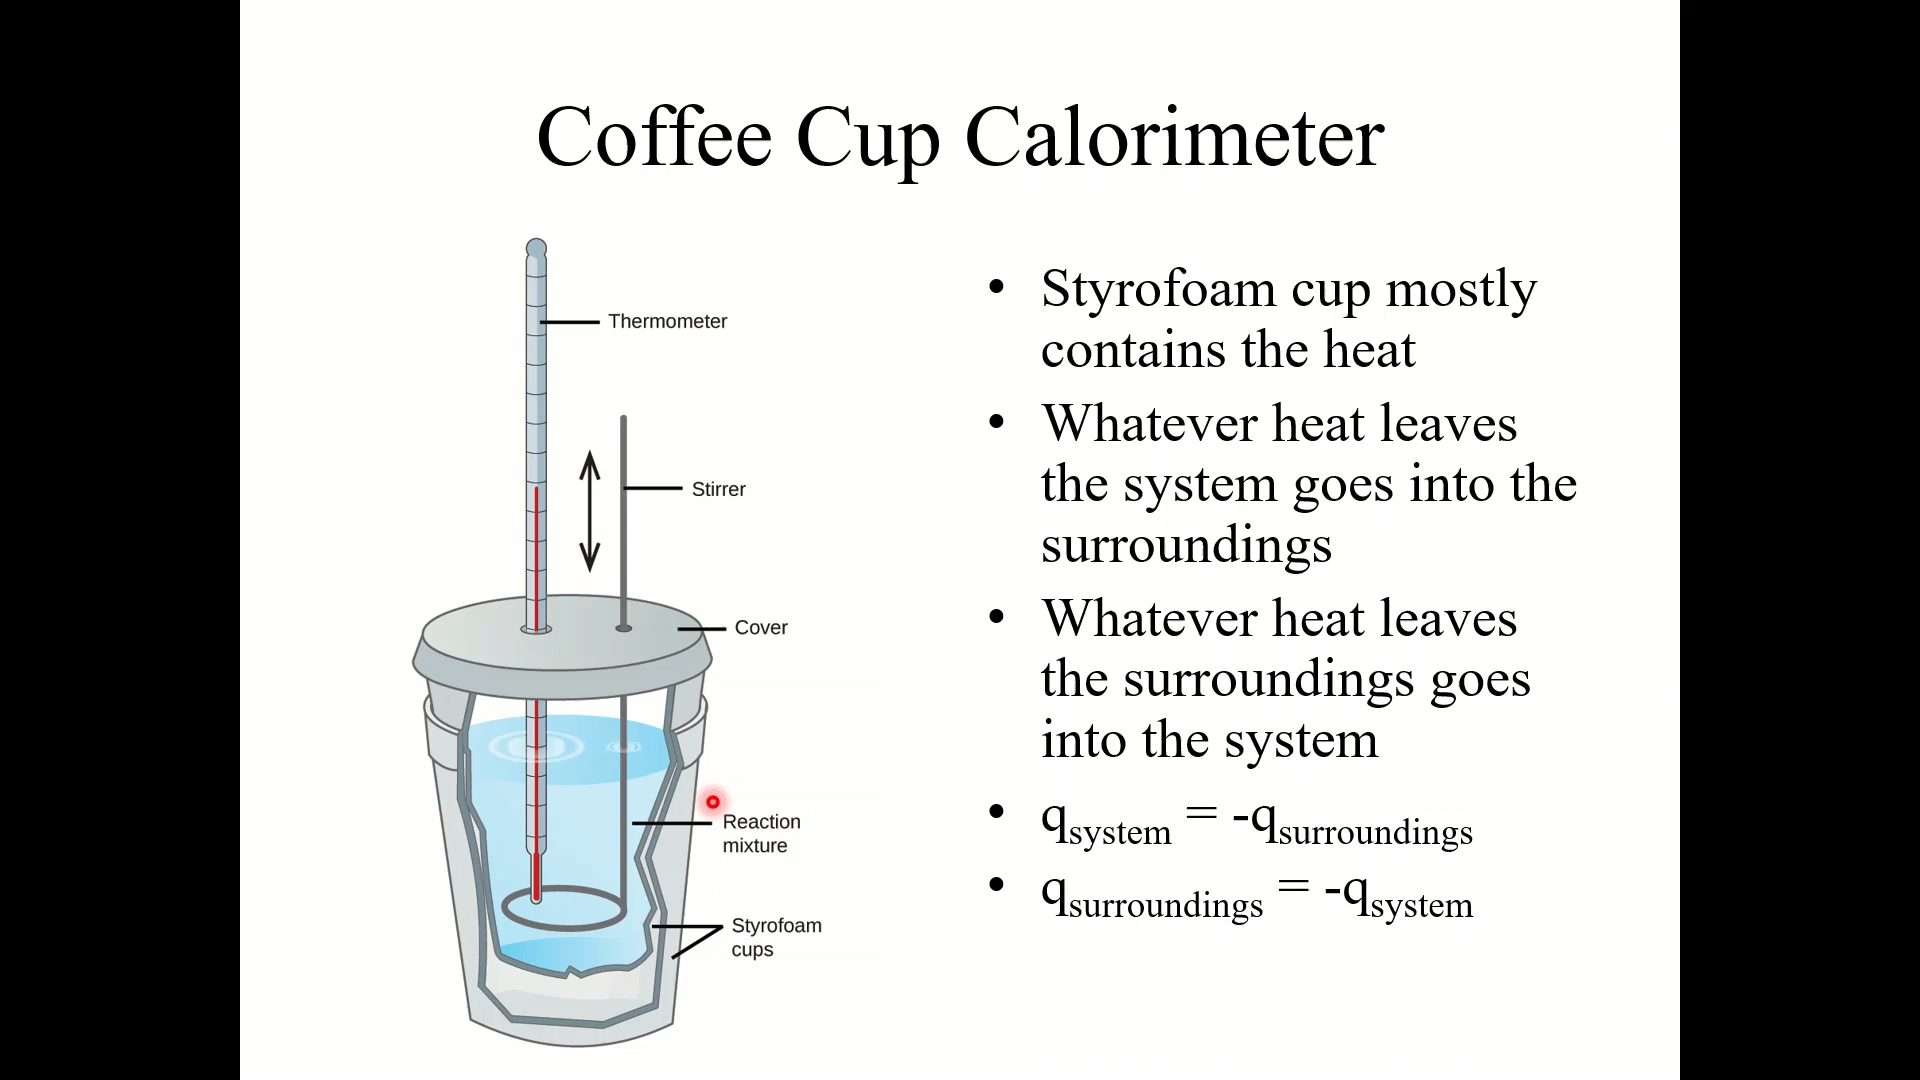 Coffee Cup Calorimeter
Thermometer
Stirrer
Cover
Reaction
mixture
Styrofoam
cups
• Styrofoam cup mostly
contains the heat
• Whatever heat leaves
the system goes into the
surroundings
• Whatever heat leaves
the surroundings goes
into the system
• qsystem = -qsurroundings
• qsurroundings = -qsystem